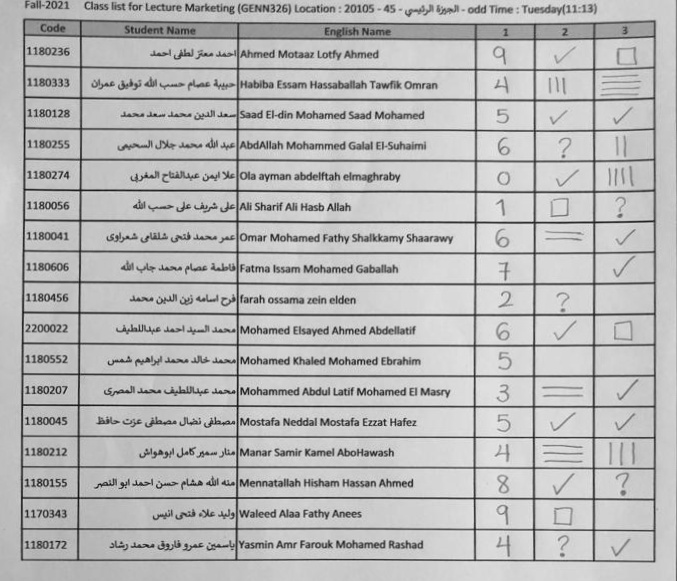 Fall-2021 Class list for Lecture Marketing (GENN326) Location : 20105 - 45 - الجيزة الرئيسي - odd Time : Tuesday(11:13)
Code Student Name English Name 1 2 3
1180236 احمد معتز لطفى احمد Ahmed Motaaz Lotfy Ahmed 9 ✓ □
1180333 حبيبة عصام حسب الله توفيق عمران Habiba Essam Hassaballah Tawfik Omran 4 |||
1180128 سعد الدين محمد سعد محمد Saad El-din Mohamed Saad Mohamed 5 ✓ ✓
1180255 عبد الله محمد جلال السحيمى AbdAllah Mohammed Galal El-Suhaimi 6 ? ||
1180274 علا ايمن عبدالفتاح المغربى Ola ayman abdelftah elmaghraby 0 ✓ ||||
1180056 على شريف على حسب الله Ali Sharif Ali Hasb Allah 1 □ ?
1180041 عمر محمد فتحى شلقامى شعراوى Omar Mohamed Fathy Shalkkamy Shaarawy 6 = ✓
1180606 فاطمة عصام محمد جاب الله Fatma Issam Mohamed Gaballah 7 ✓
1180456 فرح اسامه زين الدين محمد farah ossama zein elden 2 ?
2200022 محمد السيد احمد عبداللطيف Mohamed Elsayed Ahmed Abdellatif 6 ✓ □
1180552 محمد خالد محمد ابراهيم شمس Mohamed Khaled Mohamed Ebrahim 5
1180207 محمد عبداللطيف محمد المصرى Mohammed Abdul Latif Mohamed El Masry 3 = ✓
1180045 مصطفى نضال مصطفى عزت حافظ Mostafa Neddal Mostafa Ezzat Hafez 5 ✓ ✓
1180212 منار سمير كامل ابوهواش Manar Samir Kamel AboHawash 4 ≡ |||
1180155 منه الله هشام حسن احمد ابو النصر Mennatallah Hisham Hassan Ahmed 8 ✓ ?
1170343 وليد علاء فتحى انيس Waleed Alaa Fathy Anees 9 □
1180172 ياسمين عمرو فاروق محمد رشاد Yasmin Amr Farouk Mohamed Rashad 4 ? ✓